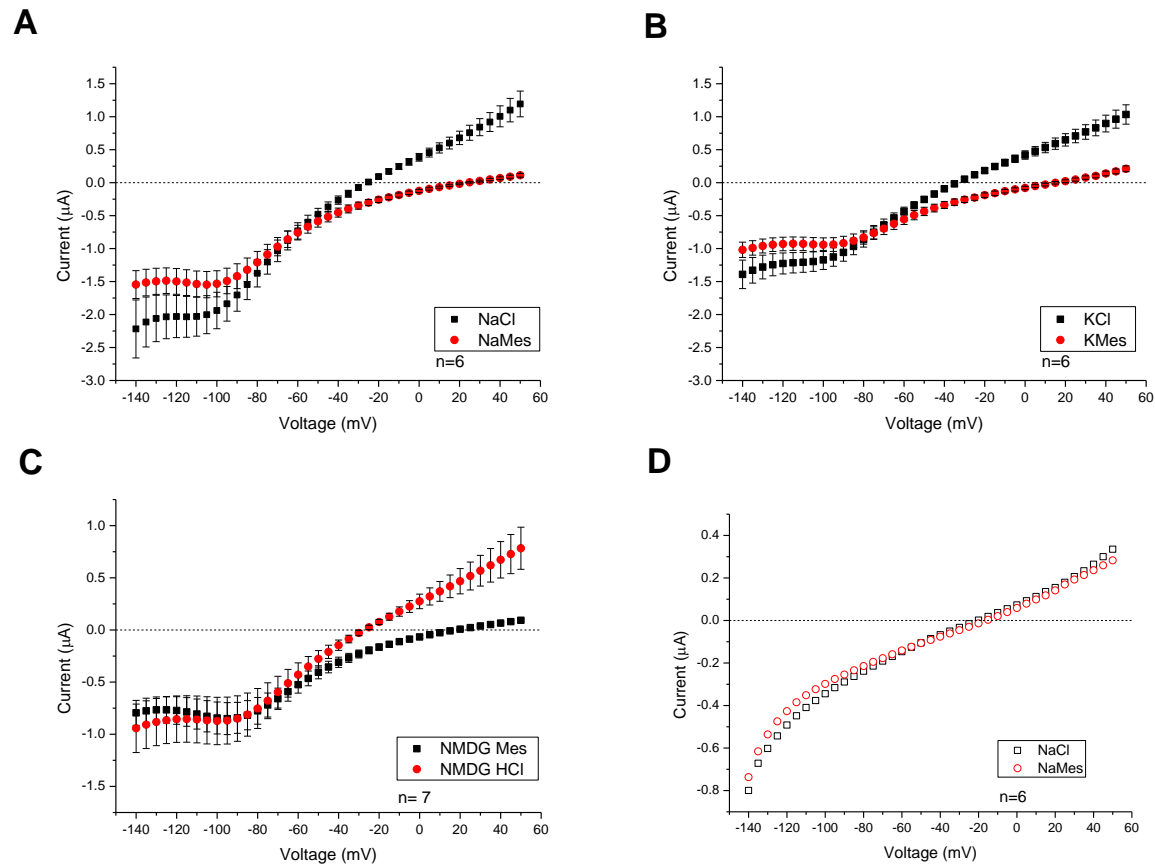 A
1.5
1.0
0.5
0.0
-0.5
-1.0
-1.5
-2.0
-2.5
-3.0
Current (µA)
-140 -120 -100 -80 -60 -40 -20 0 20 40 60
Voltage (mV)
NaCl
NaMes
n=6
B
1.5
1.0
0.5
0.0
-0.5
-1.0
-1.5
-2.0
-2.5
-3.0
Current (µA)
-140 -120 -100 -80 -60 -40 -20 0 20 40 60
Voltage (mV)
KCl
KMes
n=6
C
1.0
0.5
0.0
-0.5
-1.0
-1.5
Current (µA)
-140 -120 -100 -80 -60 -40 -20 0 20 40 60
Voltage (mV)
NMDG Mes
NMDG HCl
n= 7
D
0.4
0.2
0.0
-0.2
-0.4
-0.6
-0.8
Current (µA)
-140 -120 -100 -80 -60 -40 -20 0 20 40 60
Voltage (mV)
NaCl
NaMes
n=6